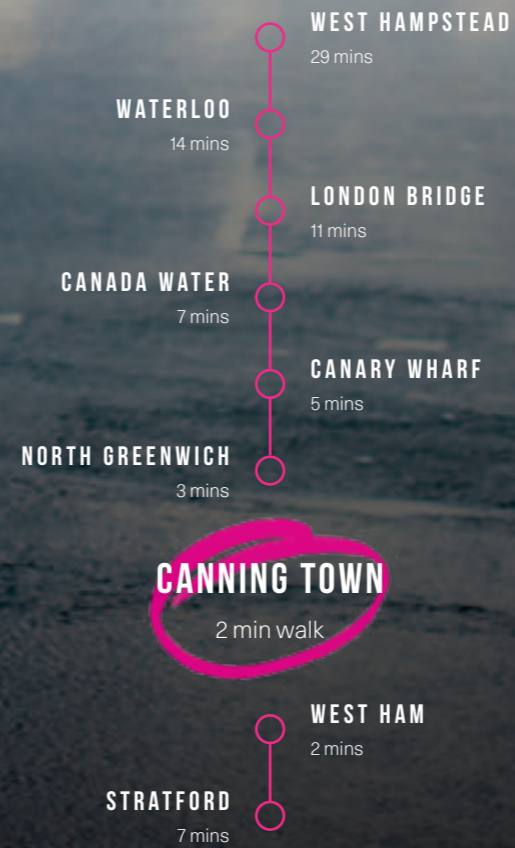 WEST HAMPSTEAD
29 mins
WATERLOO
14 mins
LONDON BRIDGE
11 mins
CANADA WATER
7 mins
CANARY WHARF
5 mins
NORTH GREENWICH
3 mins
CANNING TOWN
2 min walk
WEST HAM
2 mins
STRATFORD
7 mins